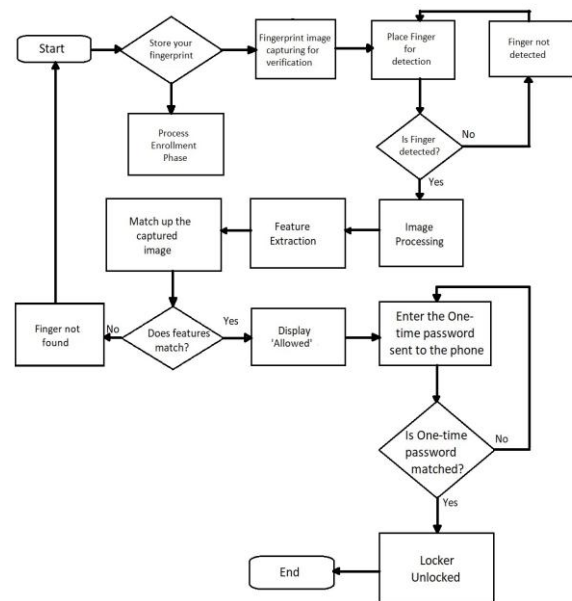 Start
Store your
fingerprint
Fingerprint image
capturing for
verification
Place Finger
for
detection
Finger not
detected
Process
Enrollment
Phase
Is Finger
detected?
No
Yes
Match up the
captured
image
Feature
Extraction
Image
Processing
Finger not
found
No
Does features
match?
Yes
Display
'Allowed'
Enter the One-
time password
sent to the phone
Is One-time
password
matched?
No
Yes
End
Locker
Unlocked